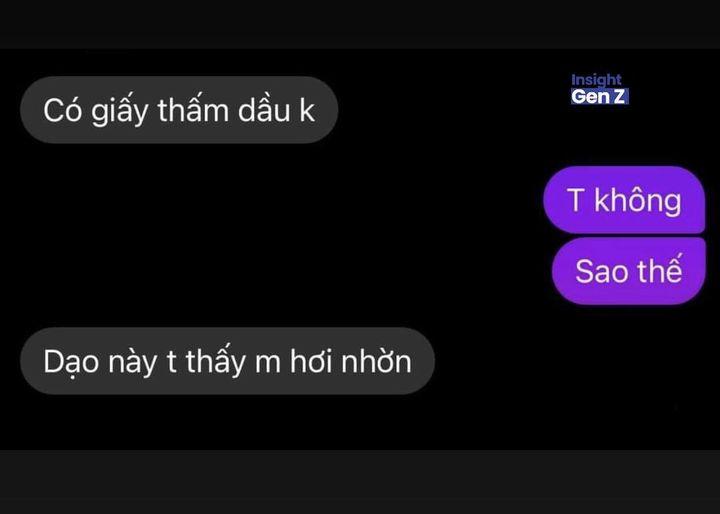 Insight
Gen Z
Có giấy thấm dầu k
T không
Sao thế
Dạo này t thấy m hơi nhờn